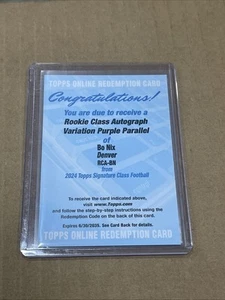 TOPPS ONLINE REDEMPTION CARD
Congratulations!
You are due to receive a
Rookie Class Autograph
Variation Purple Parallel
of
Bo Nix
Denver
RCA-BN
from
2024 Topps Signature Class Football
To receive the card indicated above,
visit www.Topps.com
and follow the step-by-step instructions using the
Redemption Code on the back of this card.
Expires 6/30/2026. See Card Back for details.
TOPPS ONLINE REDEMPTION CARD